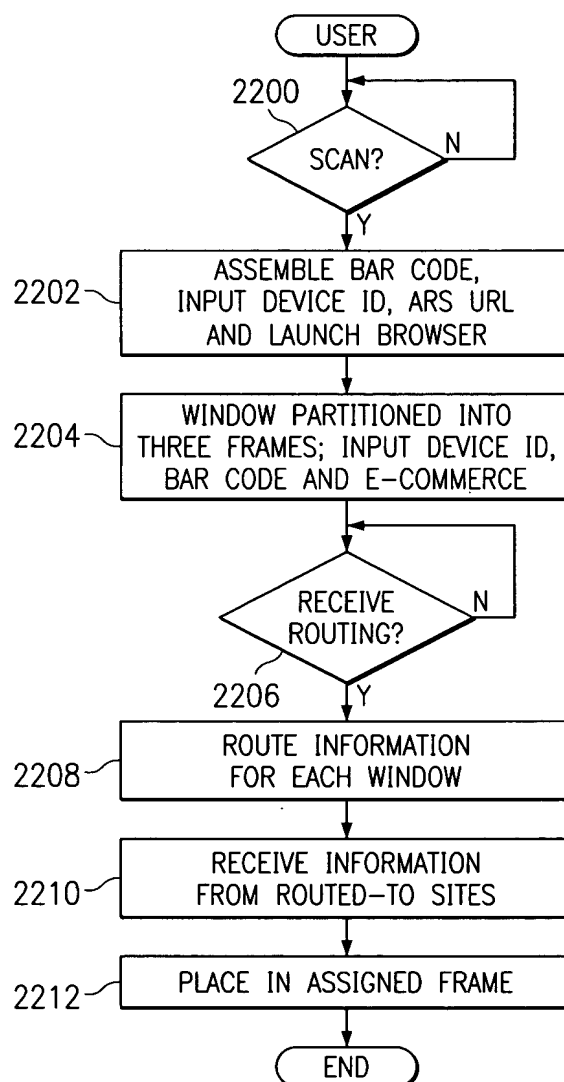 USER
2200
SCAN?
N
Y
2202
ASSEMBLE BAR CODE,
INPUT DEVICE ID, ARS URL
AND LAUNCH BROWSER
2204
WINDOW PARTITIONED INTO
THREE FRAMES; INPUT DEVICE ID,
BAR CODE AND E-COMMERCE
RECEIVE
ROUTING?
N
2206
Y
2208
ROUTE INFORMATION
FOR EACH WINDOW
2210
RECEIVE INFORMATION
FROM ROUTED-TO SITES
2212
PLACE IN ASSIGNED FRAME
END